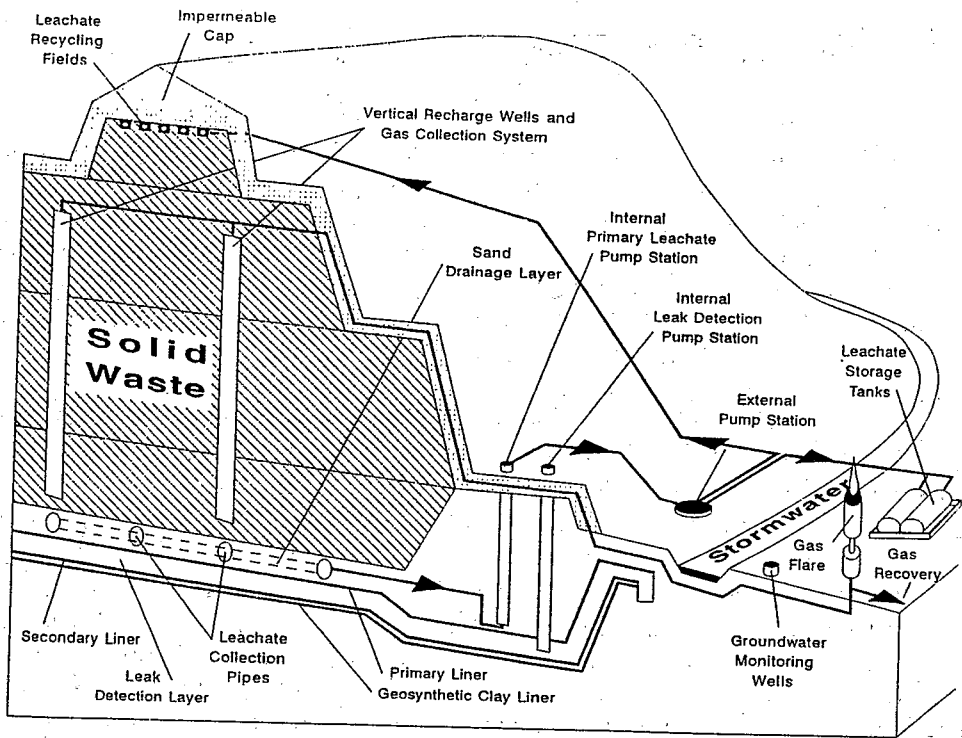 Leachate
Recycling
Fields
Impermeable
Cap
Vertical Recharge Wells and
Gas Collection System
Internal
Primary Leachate
Pump Station
Sand
Drainage Layer
Internal
Leak Detection
Pump Station
Leachate
Storage
Tanks
Solid
Waste
External
Pump Station
Stormwater
Gas
Flare
Gas
Recovery
Secondary Liner
Leak
Detection Layer
Leachate
Collection
Pipes
Primary Liner
Geosynthetic Clay Liner
Groundwater
Monitoring
Wells